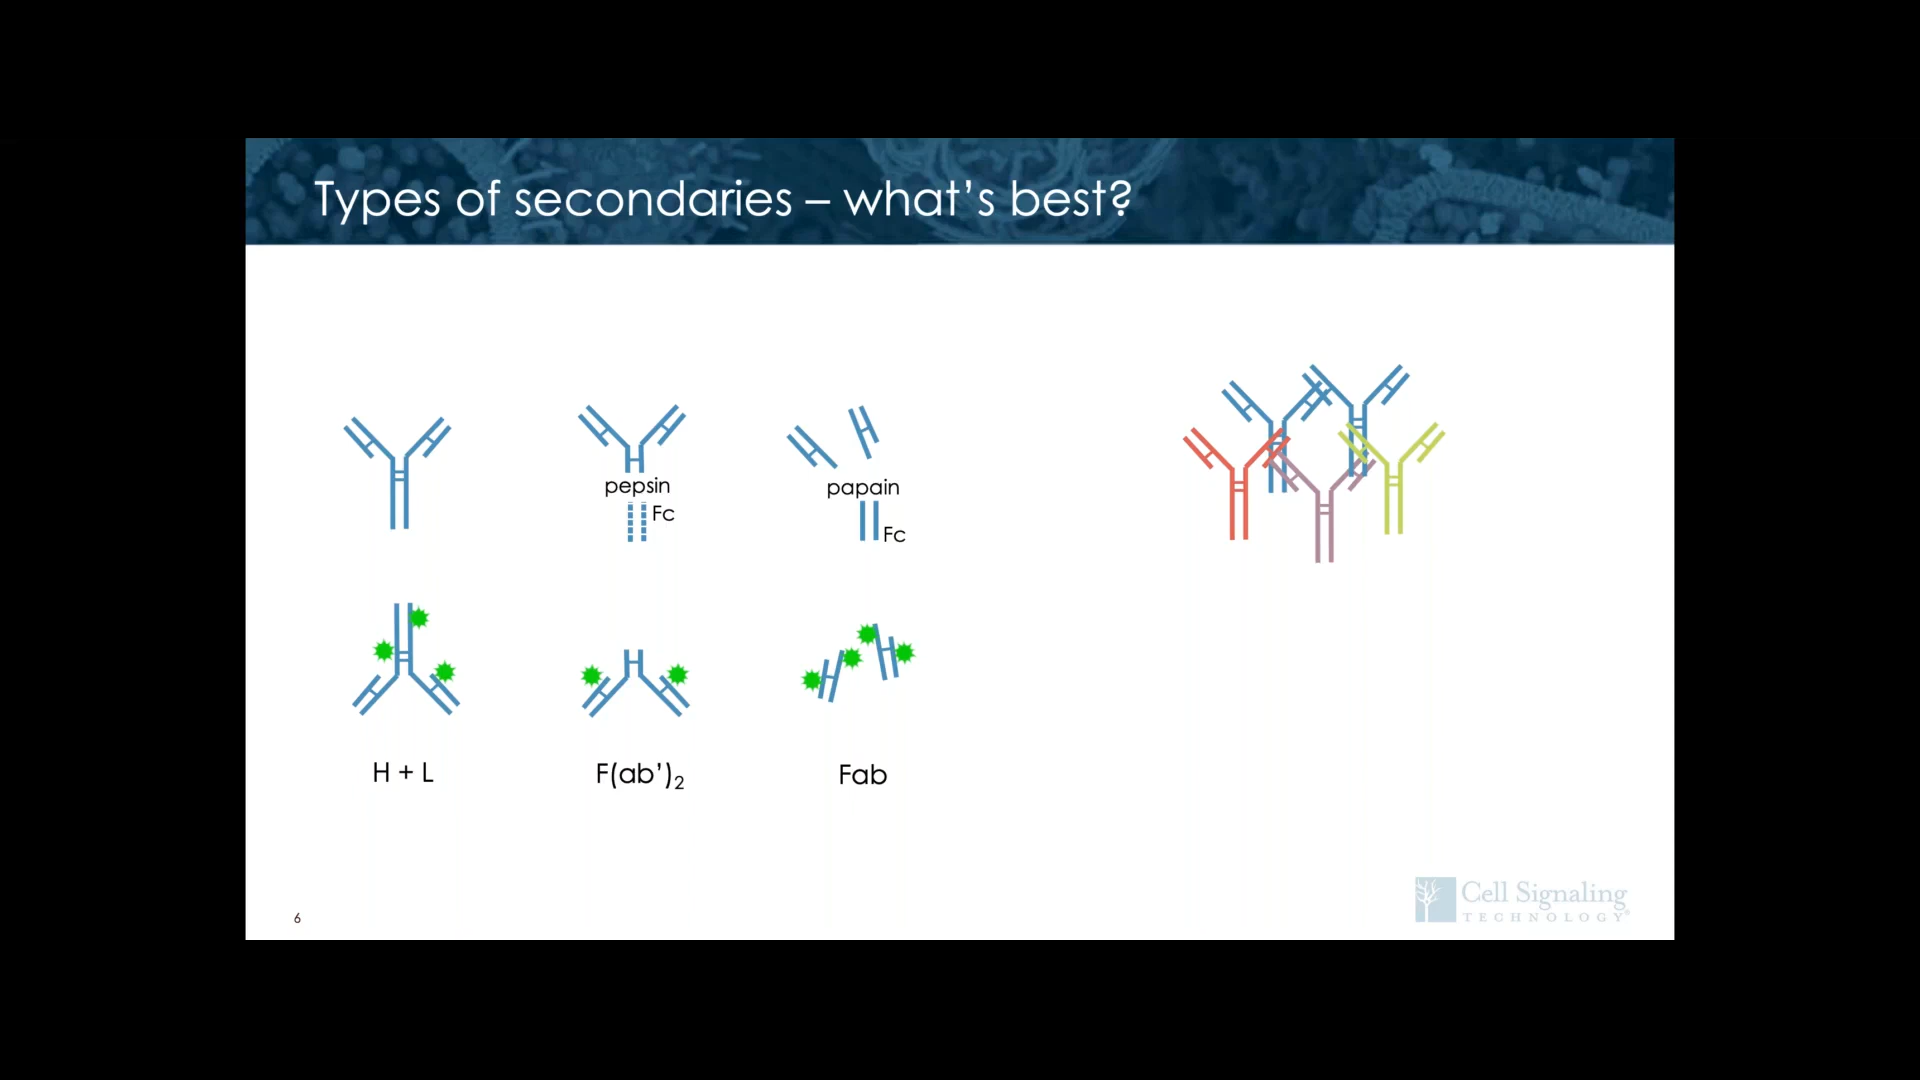 Types of secondaries – what’s best?
pepsin
Fc
papain
Fc
H + L
F(ab’)₂
Fab
6
Cell Signaling
TECHNOLOGY®